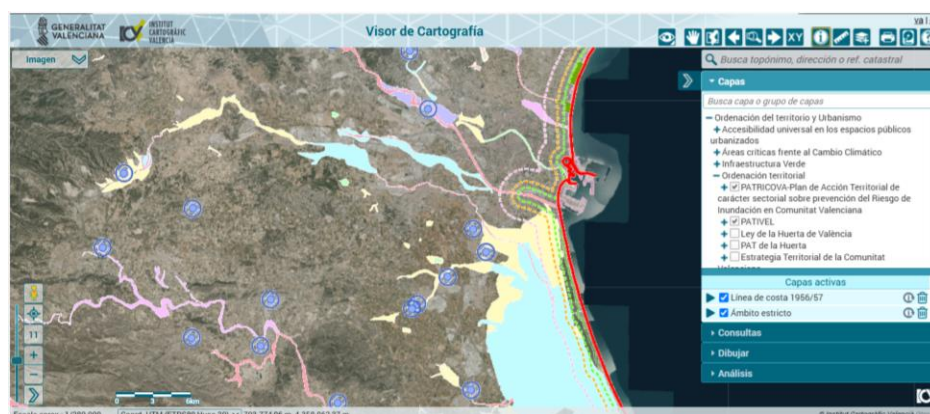 GENERALITAT
VALENCIANA
INSTITUT
CARTOGRÀFIC
VALENCIÀ
Visor de Cartografía
va |
XY
Imagen
Busca topónimo, dirección o ref. catastral
Capas
Busca capa o grupo de capas
Ordenación del territorio y Urbanismo
Accesibilidad universal en los espacios públicos
urbanizados
Áreas críticas frente al Cambio Climático
Infraestructura Verde
Ordenación territorial
PATRICOVA-Plan de Acción Territorial de
carácter sectorial sobre prevención del Riesgo de
Inundación en Comunitat Valenciana
PATIVEL
Ley de la Huerta de València
PAT de la Huerta
Estrategia Territorial de la Comunitat
Capas activas
Línea de costa 1956/57
Ámbito estricto
Consultas
Dibujar
Análisis
11
0 3 6km